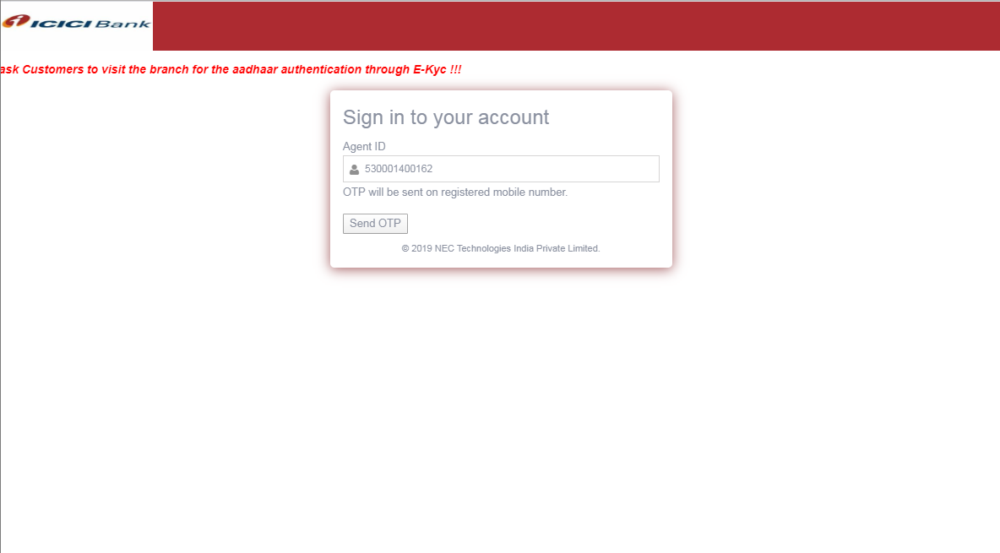 ICICI Bank
ask Customers to visit the branch for the aadhaar authentication through E-Kyc !!!
Sign in to your account
Agent ID
530001400162
OTP will be sent on registered mobile number.
Send OTP
© 2019 NEC Technologies India Private Limited.